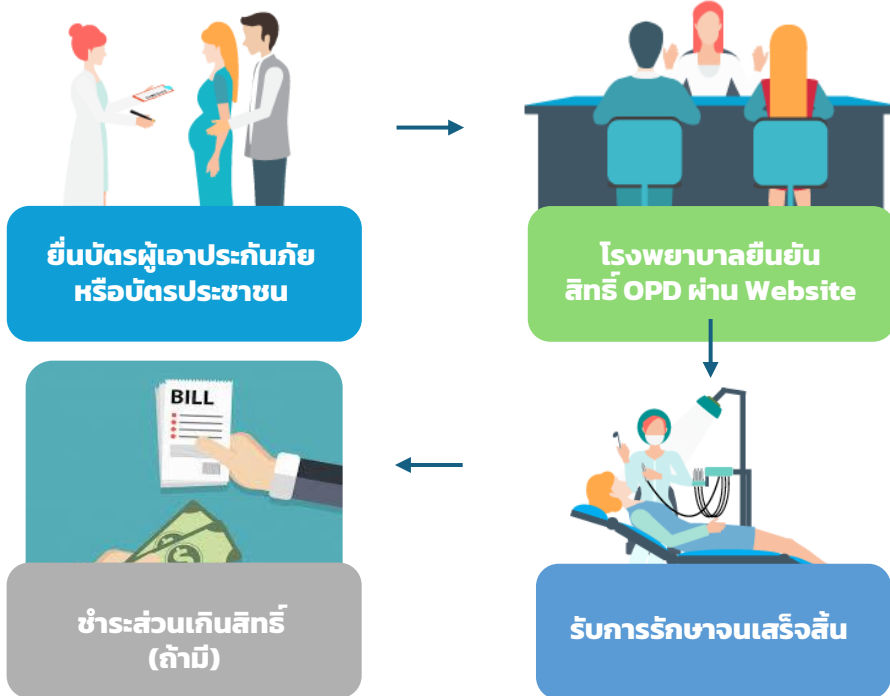 ยื่นบัตรผู้เอาประกันภัย
หรือบัตรประชาชน
โรงพยาบาลยืนยัน
สิทธิ์ OPD ผ่าน Website
รับการรักษาจนเสร็จสิ้น
BILL
ชำระส่วนเกินสิทธิ์
(ถ้ามี)